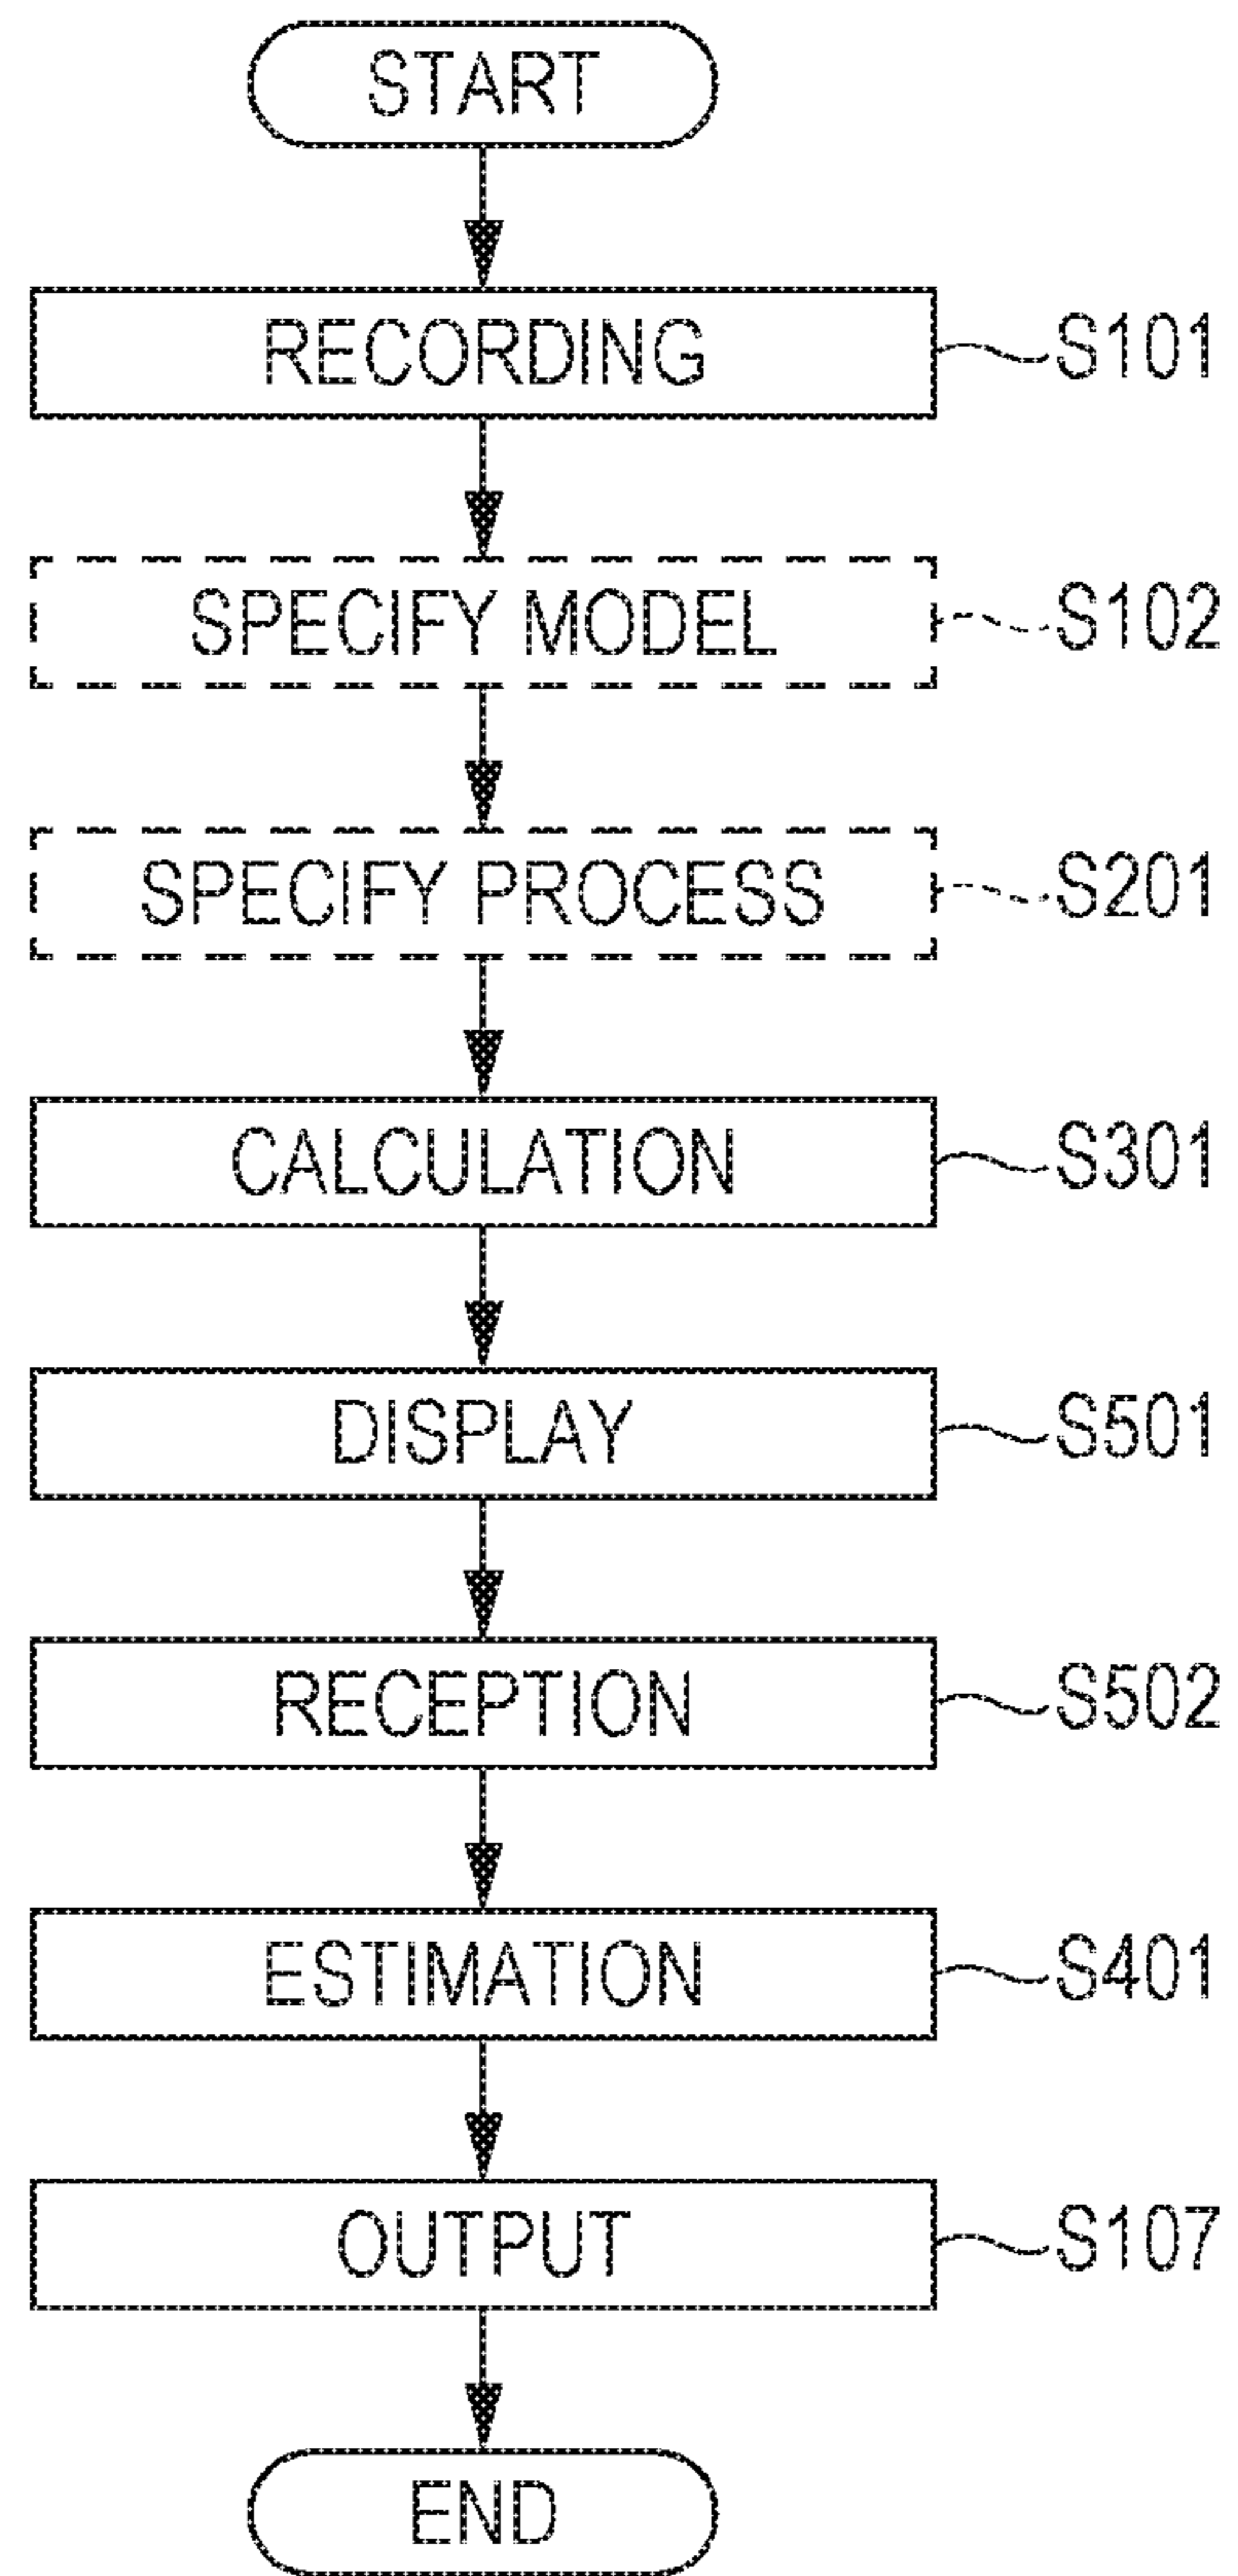 START
RECORDING S101
SPECIFY MODEL S102
SPECIFY PROCESS S201
CALCULATION S301
DISPLAY S501
RECEPTION S502
ESTIMATION S401
OUTPUT S107
END